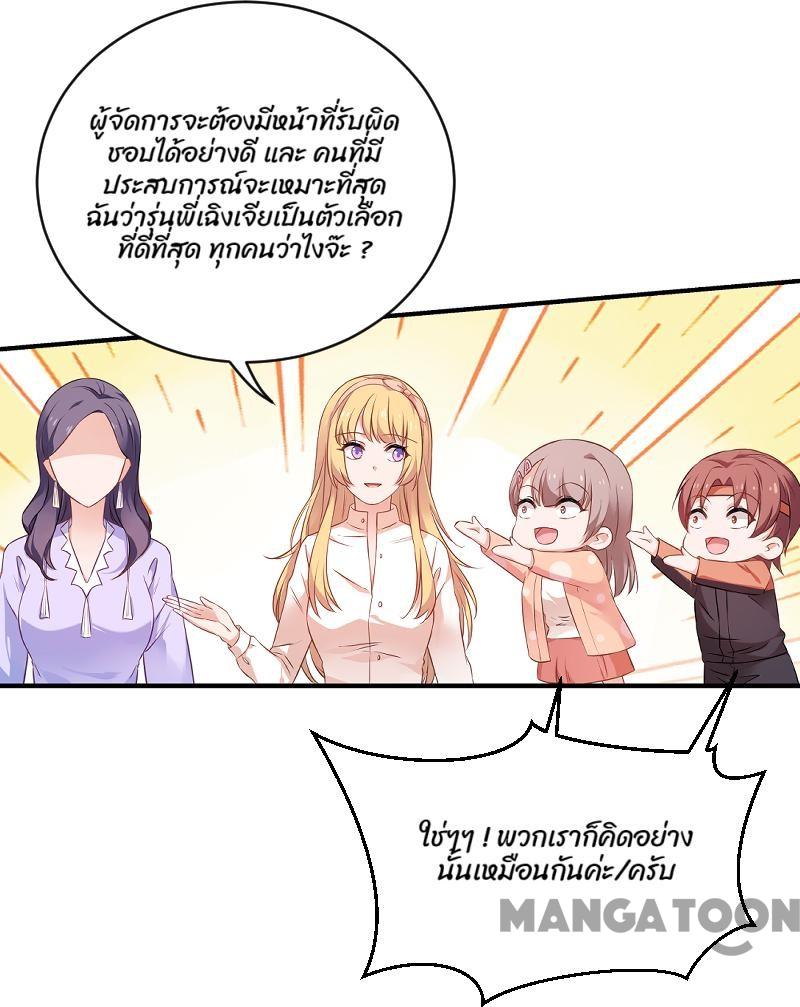 ผู้จัดการจะต้องมีหน้าที่รับผิด
ชอบได้อย่างดี และ คนที่มี
ประสบการณ์จะเหมาะที่สุด
ฉันว่ารุ่นพี่เฉิงเจียเป็นตัวเลือก
ที่ดีที่สุด ทุกคนว่าไงจ๊ะ ?
ใช่ๆๆ ! พวกเราก็คิดอย่าง
นั้นเหมือนกันค่ะ/ครับ
MANGATOON